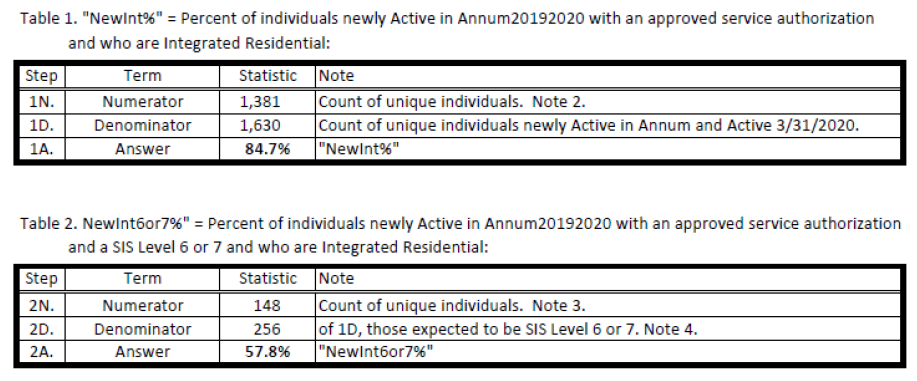 Table 1. "NewInt%" = Percent of individuals newly Active in Annum20192020 with an approved service authorization
and who are Integrated Residential:
Step Term Statistic Note
1N. Numerator 1,381 Count of unique individuals. Note 2.
1D. Denominator 1,630 Count of unique individuals newly Active in Annum and Active 3/31/2020.
1A. Answer 84.7% "NewInt%"
Table 2. NewInt6or7%" = Percent of individuals newly Active in Annum20192020 with an approved service authorization
and a SIS Level 6 or 7 and who are Integrated Residential:
Step Term Statistic Note
2N. Numerator 148 Count of unique individuals. Note 3.
2D. Denominator 256 of 1D, those expected to be SIS Level 6 or 7. Note 4.
2A. Answer 57.8% "NewInt6or7%"